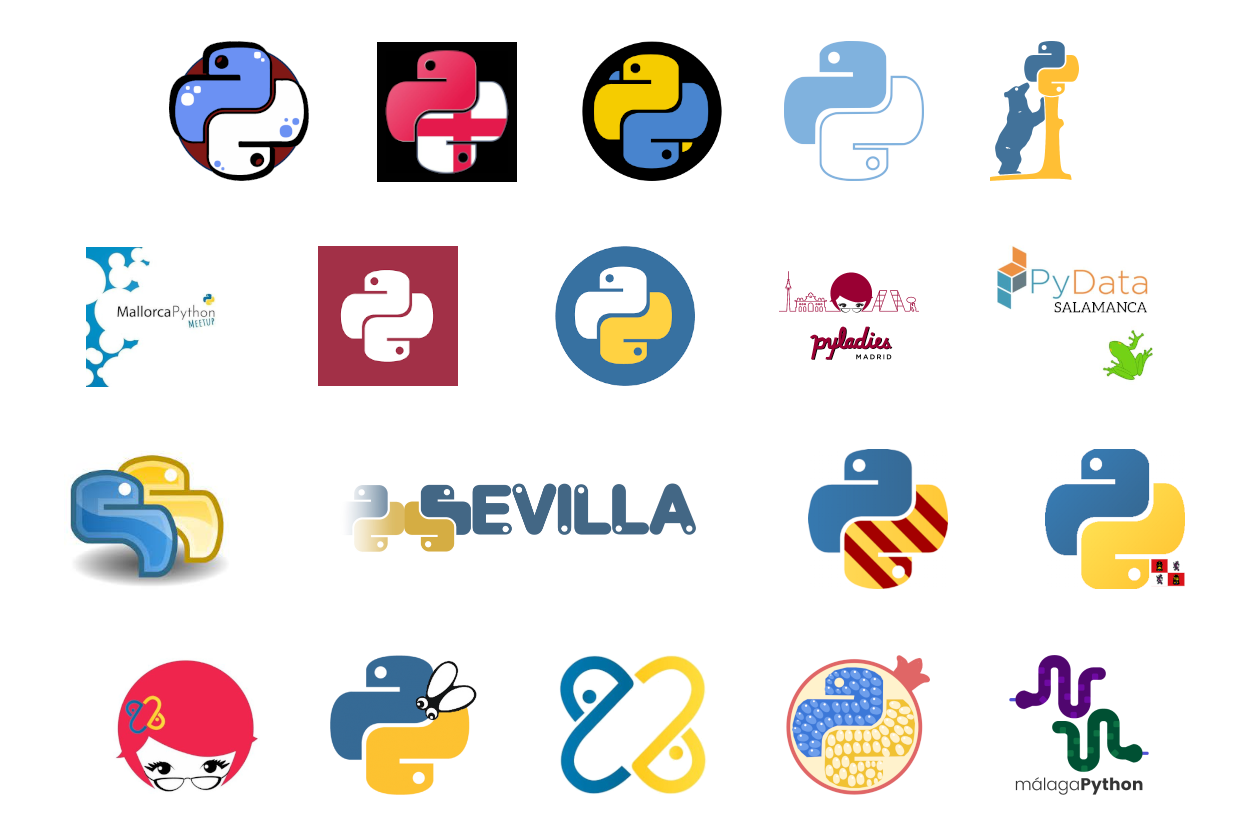 MallorcaPython
MEETUP
pyladies
MADRID
PyData
SALAMANCA
SEVILLA
málagaPython